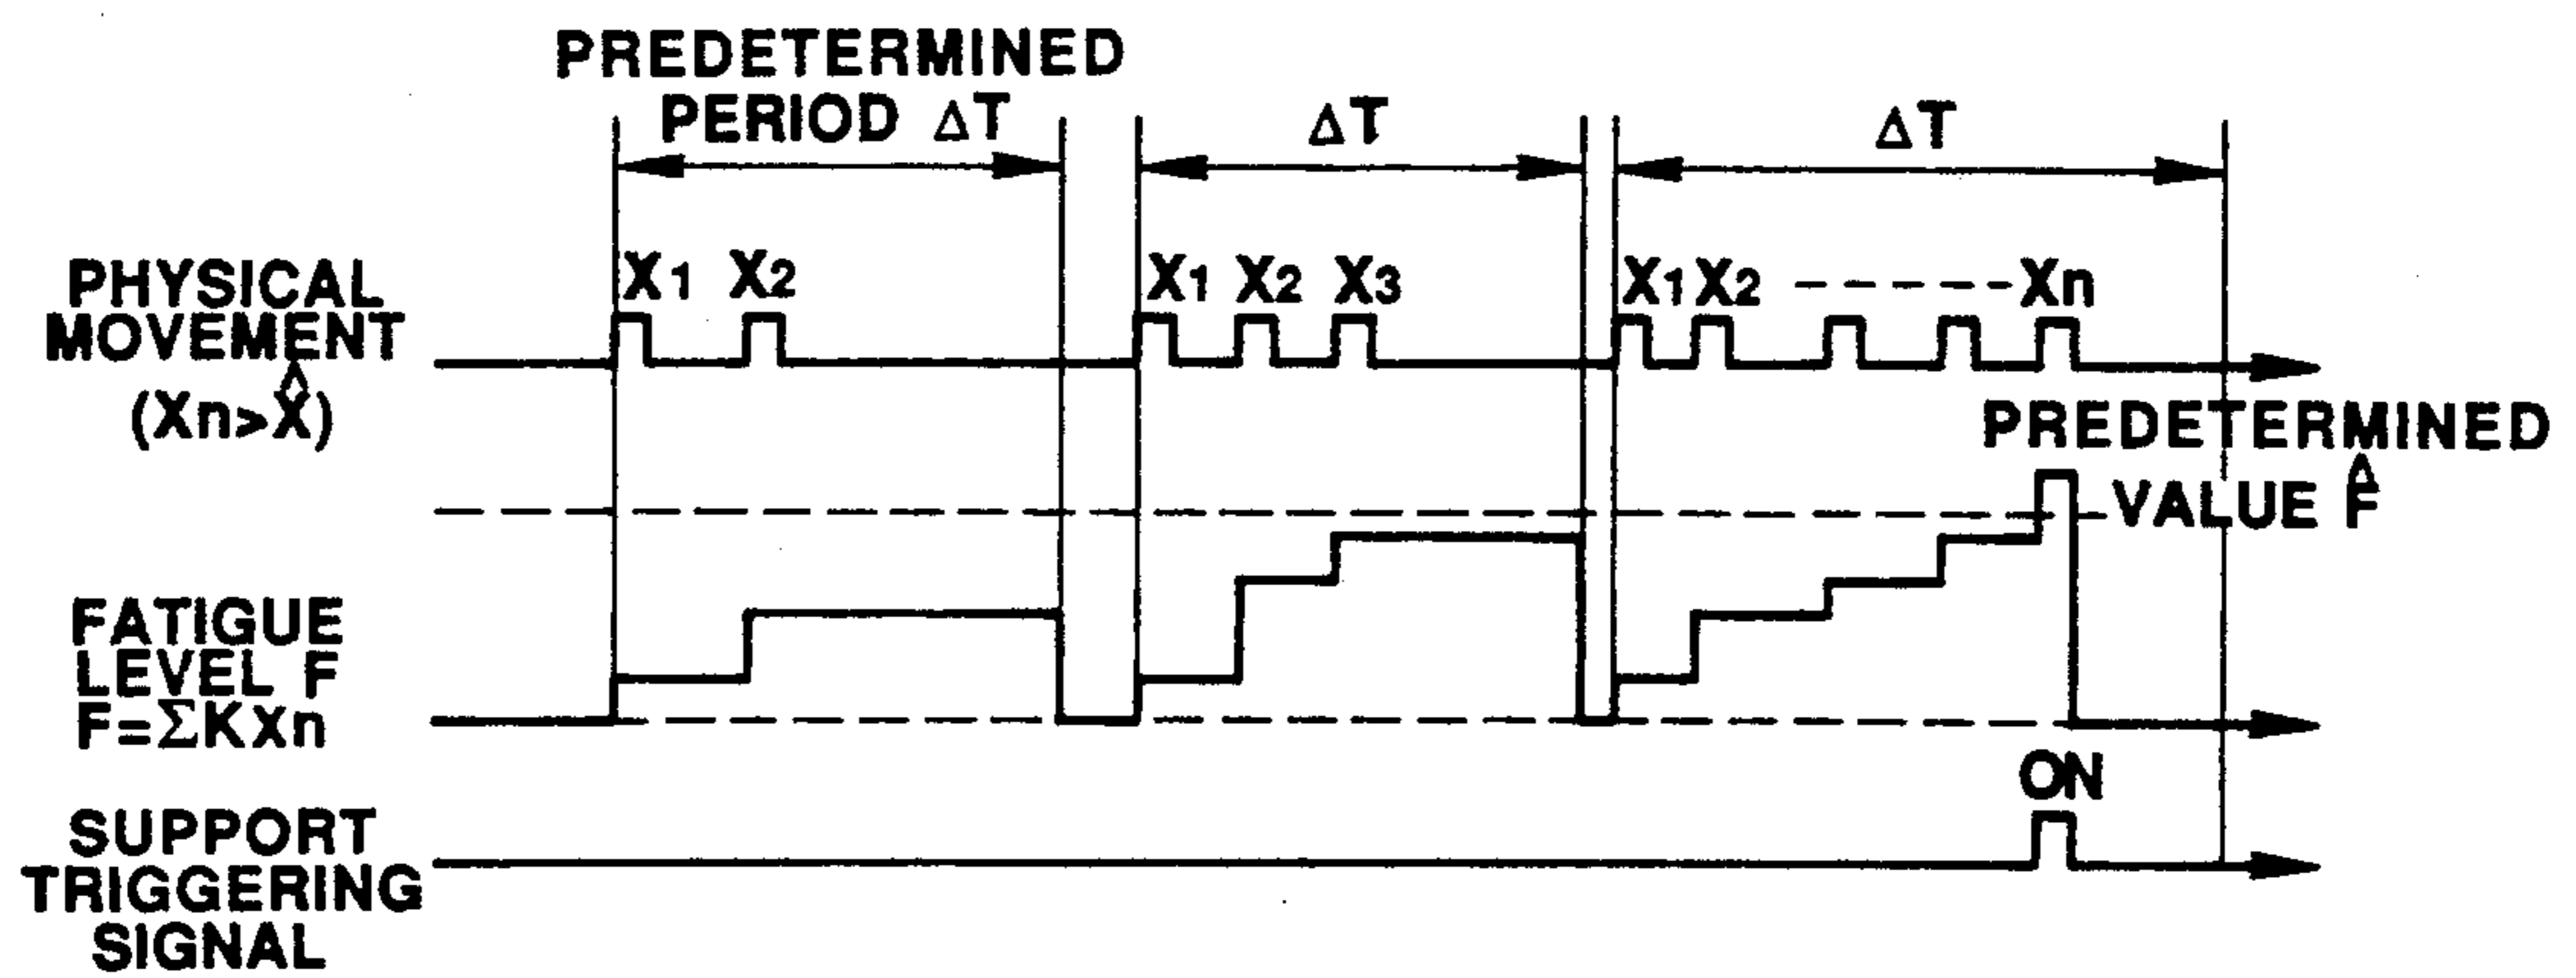 PREDETERMINED
PERIOD ΔT
ΔT
ΔT
PHYSICAL
MOVEMENT
(Xn>X̂)
X1 X2
X1 X2 X3
X1 X2 -----Xn
PREDETERMINED
VALUE F̂
FATIGUE
LEVEL F
F=ΣKXn
ON
SUPPORT
TRIGGERING
SIGNAL